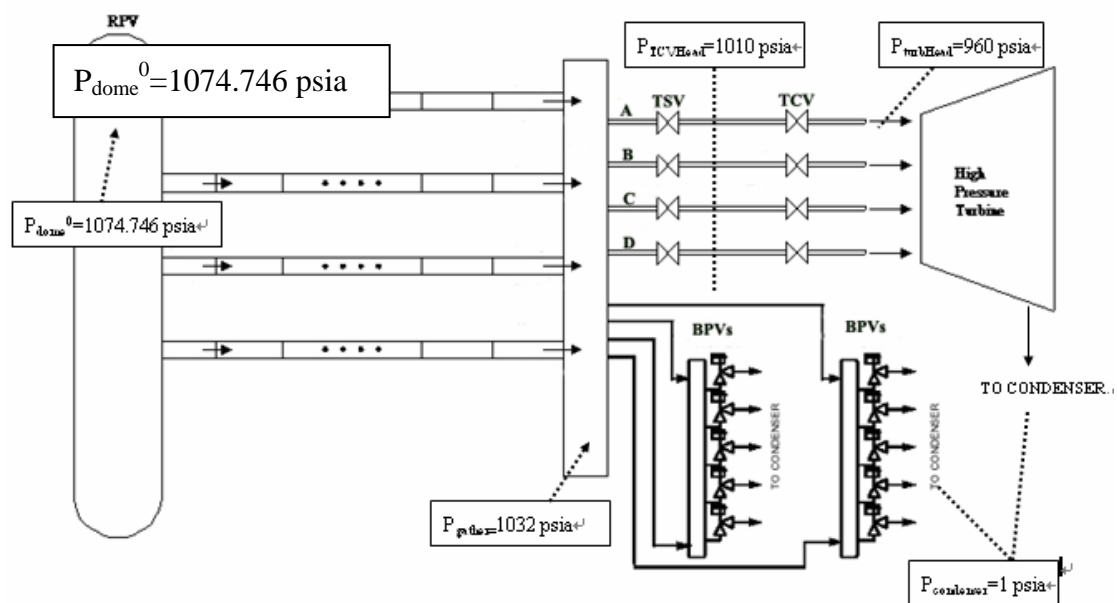 RPV
P_dome^0=1074.746 psia
P_TCVHead=1010 psia↵
P_turbHead=960 psia↵
TSV
TCV
A
B
C
D
High
Pressure
Turbine
P_dome^0=1074.746 psia↵
BPVs
BPVs
TO CONDENSER
TO CONDENSER
TO CONDENSER.
P_gather=1032 psia↵
P_condenser=1 psia↵